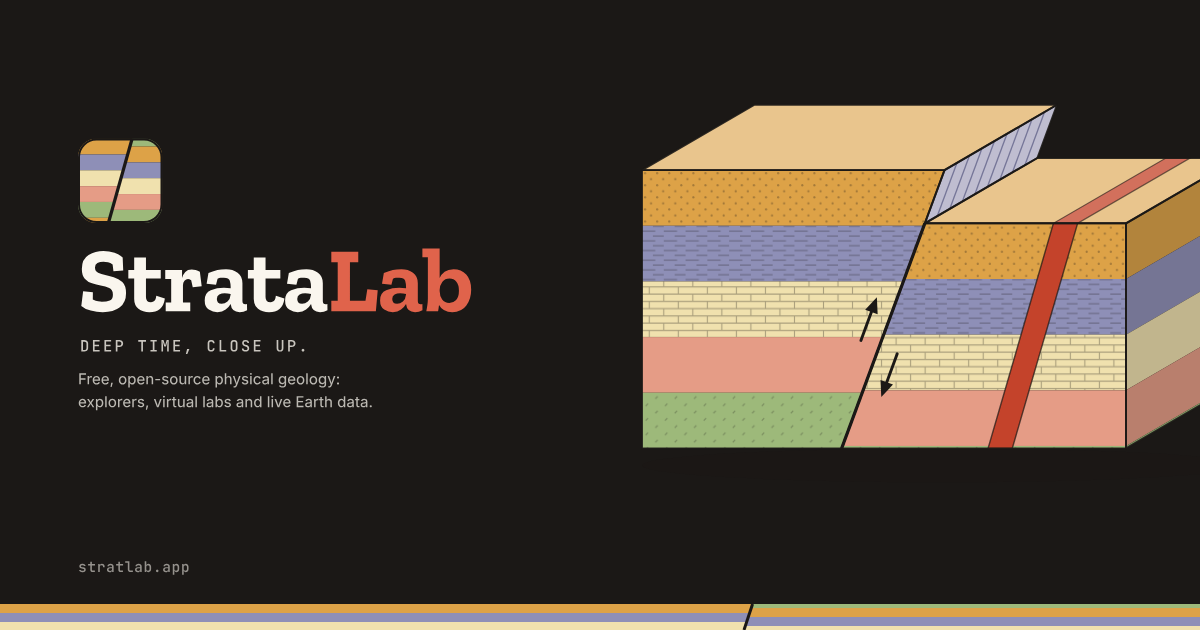 StrataLab
DEEP TIME, CLOSE UP.
Free, open-source physical geology:
explorers, virtual labs and live Earth data.
stratlab.app